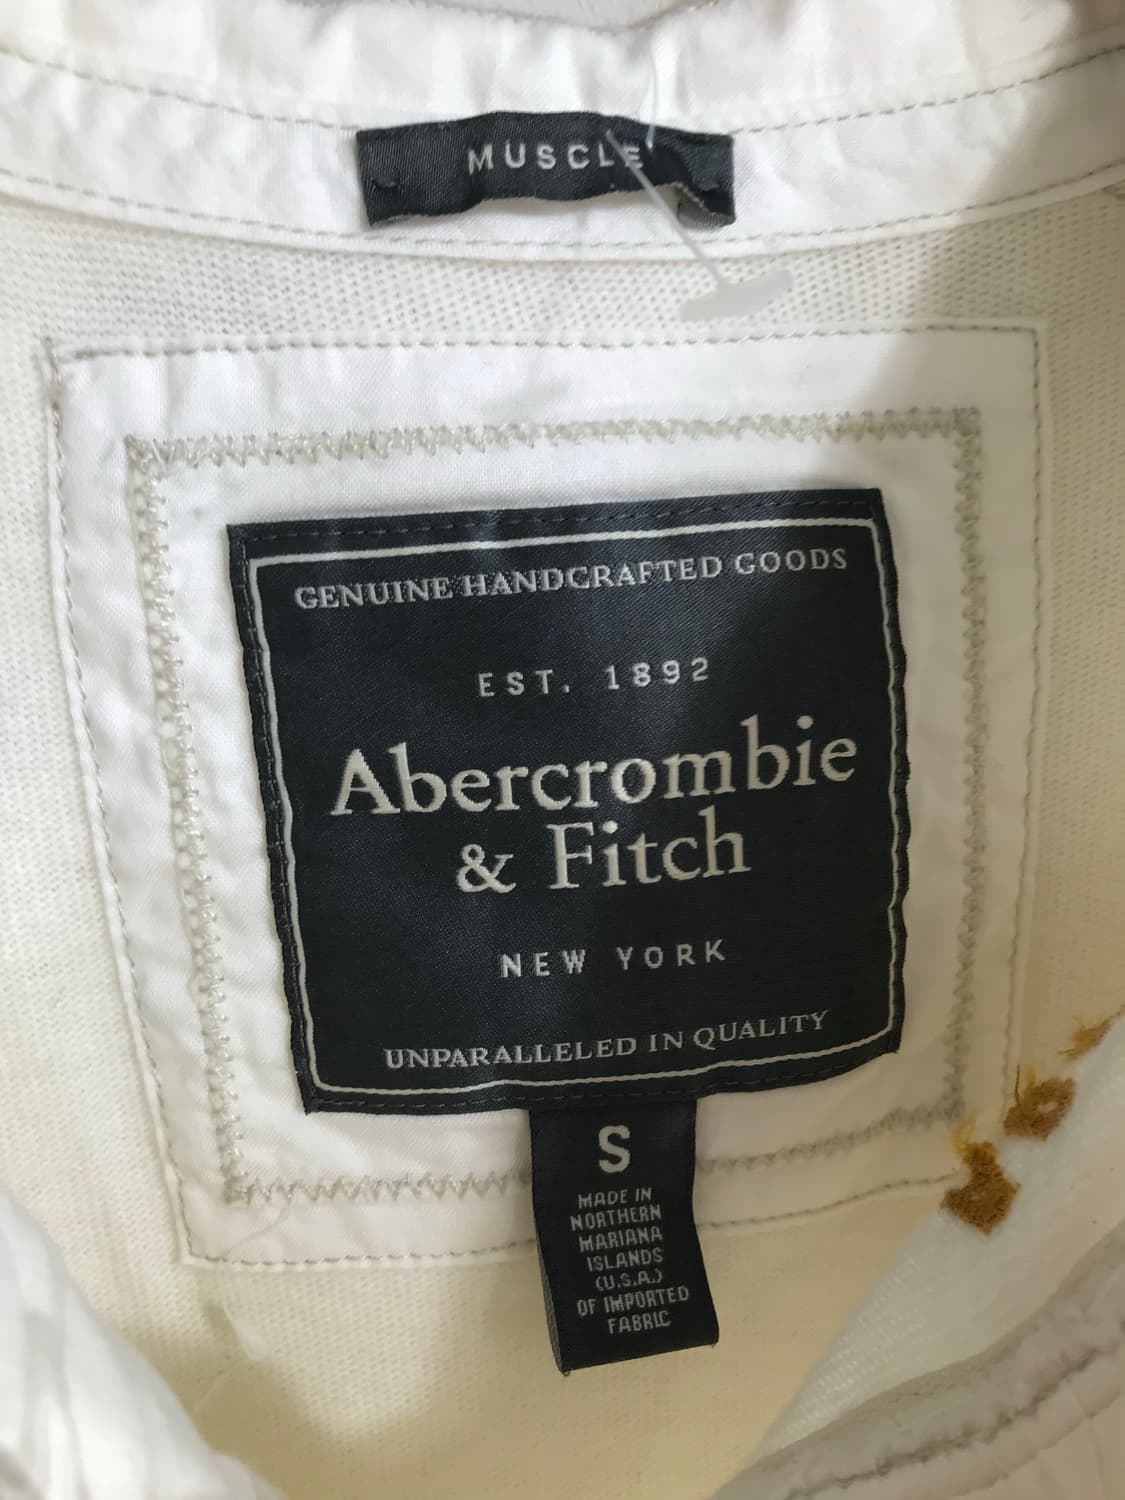 MUSCLE
GENUINE HANDCRAFTED GOODS
EST. 1892
Abercrombie
& Fitch
NEW YORK
UNPARALLELED IN QUALITY
S
MADE IN
NORTHERN
MARIANA
ISLANDS
(U.S.A.)
OF IMPORTED
FABRIC